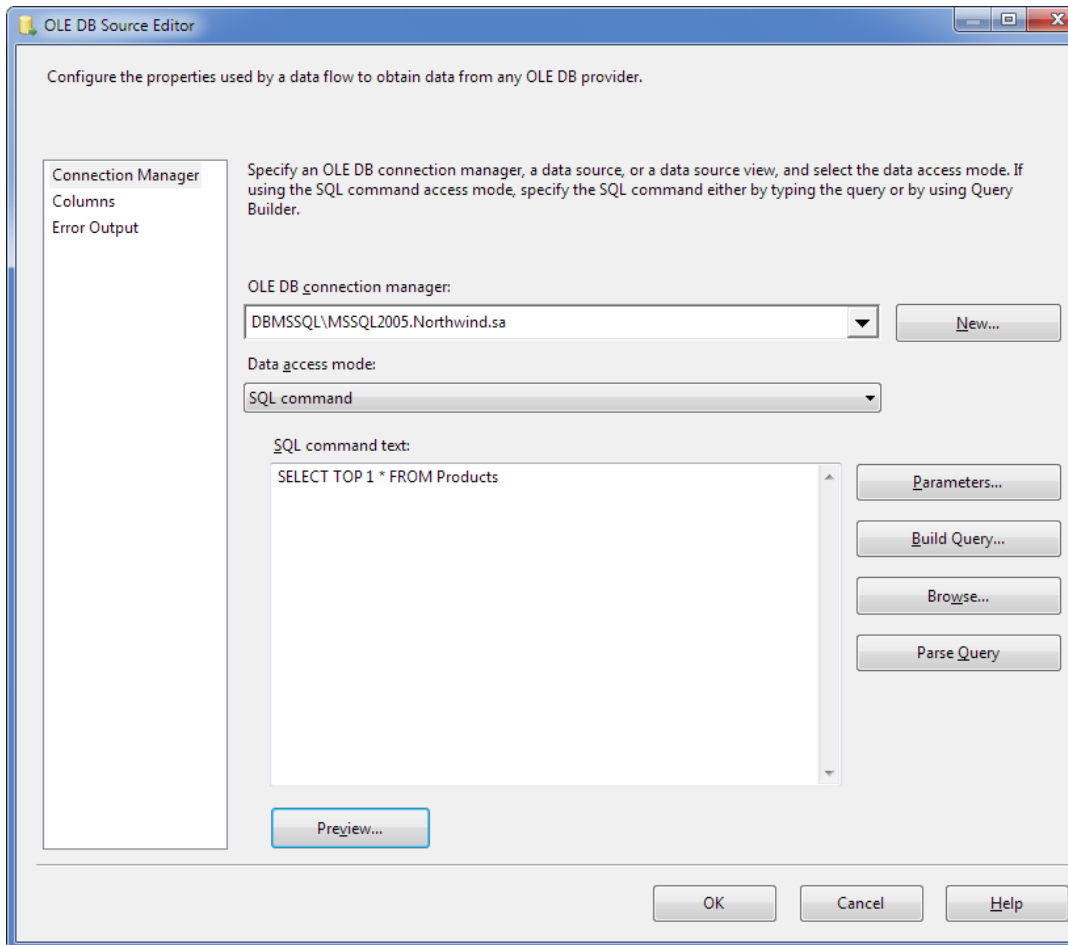 OLE DB Source Editor
Configure the properties used by a data flow to obtain data from any OLE DB provider.
Connection Manager
Columns
Error Output
Specify an OLE DB connection manager, a data source, or a data source view, and select the data access mode. If
using the SQL command access mode, specify the SQL command either by typing the query or by using Query
Builder.
OLE DB connection manager:
DBMSSQL\MSSQL2005.Northwind.sa
New...
Data access mode:
SQL command
SQL command text:
SELECT TOP 1 * FROM Products
Parameters...
Build Query...
Browse...
Parse Query
Preview...
OK
Cancel
Help